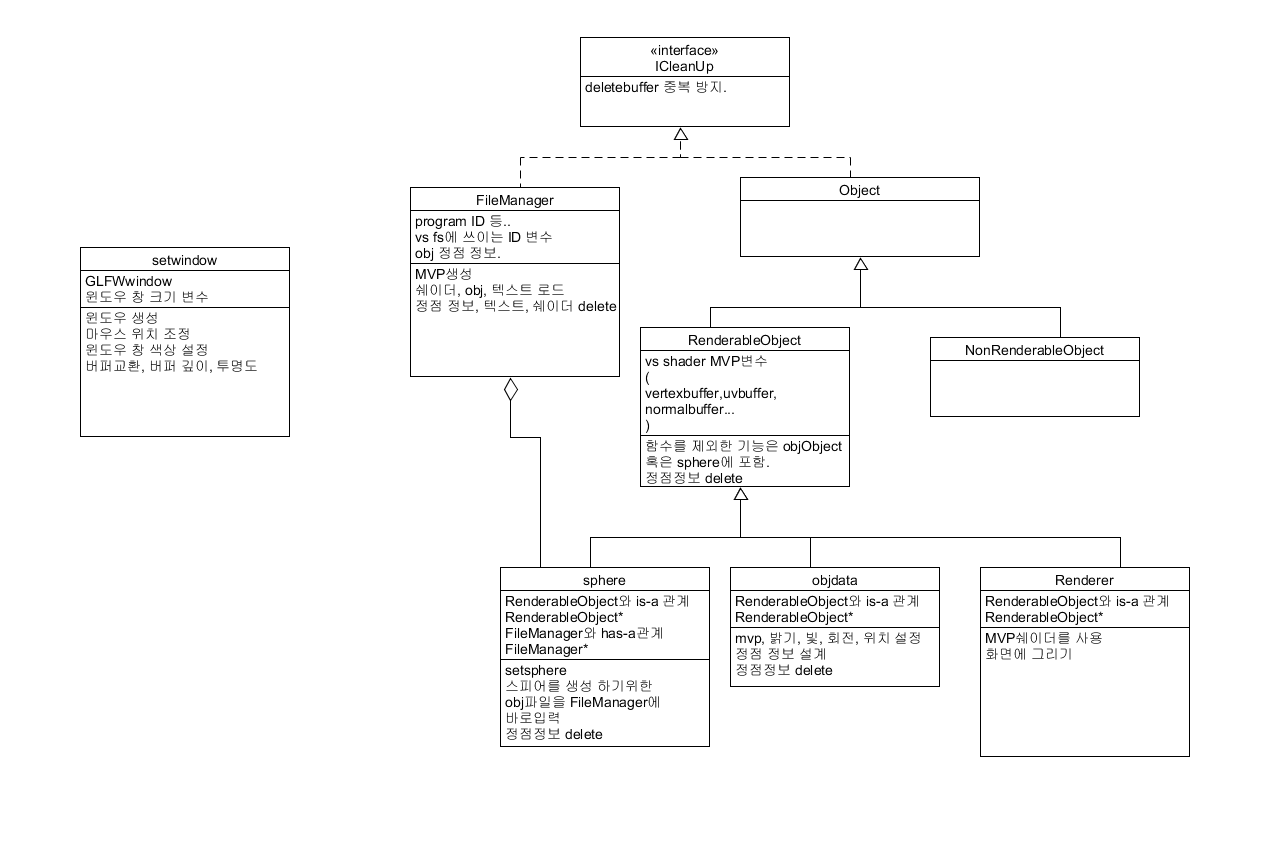 «interface»
ICleanUp
deletebuffer 중복 방지.
FileManager
program ID 등..
vs fs에 쓰이는 ID 변수
obj 정점 정보.
MVP생성
쉐이더, obj, 텍스트 로드
정점 정보, 텍스트, 쉐이더 delete
Object
setwindow
GLFWwindow
윈도우 창 크기 변수
윈도우 생성
마우스 위치 조정
윈도우 창 색상 설정
버퍼교환, 버퍼 깊이, 투명도
RenderableObject
vs shader MVP변수
(
vertexbuffer,uvbuffer,
normalbuffer...
)
함수를 제외한 기능은 objObject
혹은 sphere에 포함.
정점정보 delete
NonRenderableObject
sphere
RenderableObject와 is-a 관계
RenderableObject*
FileManager와 has-a관계
FileManager*
setsphere
스피어를 생성 하기위한
obj파일을 FileManager에
바로입력
정점정보 delete
objdata
RenderableObject와 is-a 관계
RenderableObject*
mvp, 밝기, 빛, 회전, 위치 설정
정점 정보 설계
정점정보 delete
Renderer
RenderableObject와 is-a 관계
RenderableObject*
MVP쉐이더를 사용
화면에 그리기